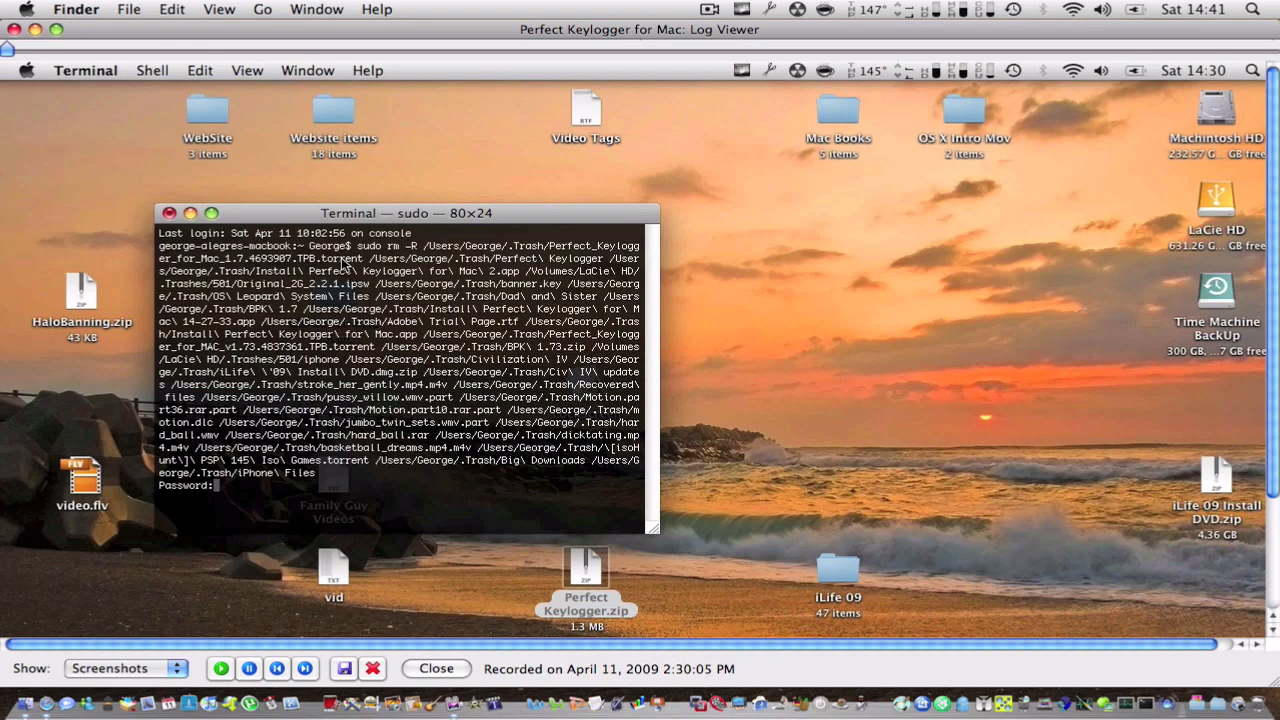 Finder File Edit View Go Window Help 147° Sat 14:41
Perfect Keylogger for Mac: Log Viewer
Terminal Shell Edit View Window Help 145° Sat 14:30
WebSite
3 items
Website items
18 items
Video Tags
Mac Books
5 items
OS X Intro Mov
2 items
Machintosh HD
232.57 G... GB free
LaCie HD
631.26 G... GB free
Time Machine
BackUp
300 GB, ...7 GB free
HaloBanning.zip
43 KB
video.flv
Terminal — sudo — 80×24
Last login: Sat Apr 11 10:02:56 on console
george-alegres-macbook:~ George$ sudo rm -R /Users/George/.Trash/Perfect_Keylogg
er_for_Mac_1.7.4693907.TPB.torrent /Users/George/.Trash/Perfect\ Keylogger /User
s/George/.Trash/Install\ Perfect\ Keylogger\ for\ Mac\ 2.app /Volumes/LaCie\ HD/
.Trashes/501/Original_2G_2.2.1.ipsw /Users/George/.Trash/banner.key /Users/Georg
e/.Trash/OS\ Leopard\ System\ Files /Users/George/.Trash/Dad\ and\ Sister /Users
/George/.Trash/BPK\ 1.7 /Users/George/.Trash/Install\ Perfect\ Keylogger\ for\ M
ac\ 14-27-33.app /Users/George/.Trash/Adobe\ Trial\ Page.rtf /Users/George/.Tras
h/Install\ Perfect\ Keylogger\ for\ Mac.app /Users/George/.Trash/Perfect_Keylogg
er_for_MAC_v1.73.4837361.TPB.torrent /Users/George/.Trash/BPK\ 1.73.zip /Volumes
/LaCie\ HD/.Trashes/501/iphone /Users/George/.Trash/Civilization\ IV /Users/Geor
ge/.Trash/iLife\ \'09\ Install\ DVD.dmg.zip /Users/George/.Trash/Civ\ IV\ update
s /Users/George/.Trash/stroke_her_gently.mp4.m4v /Users/George/.Trash/Recovered\
 files /Users/George/.Trash/pussy_willow.wmv.part /Users/George/.Trash/Motion.pa
rt36.rar.part /Users/George/.Trash/Motion.part10.rar.part /Users/George/.Trash/m
otion.dlc /Users/George/.Trash/jumbo_twin_sets.wmv.part /Users/George/.Trash/har
d_ball.wmv /Users/George/.Trash/hard_ball.rar /Users/George/.Trash/dicktating.mp
4.m4v /Users/George/.Trash/basketball_dreams.mp4.m4v /Users/George/.Trash/\[isoH
unt\]\ PSP\ 145\ Iso\ Games.torrent /Users/George/.Trash/Big\ Downloads /Users/G
eorge/.Trash/iPhone\ Files
Password:
Family Guy
Videos
vid
Perfect
Keylogger.zip
1.3 MB
iLife 09
47 items
iLife 09 Install
DVD.zip
4.36 GB
Show: Screenshots Close Recorded on April 11, 2009 2:30:05 PM